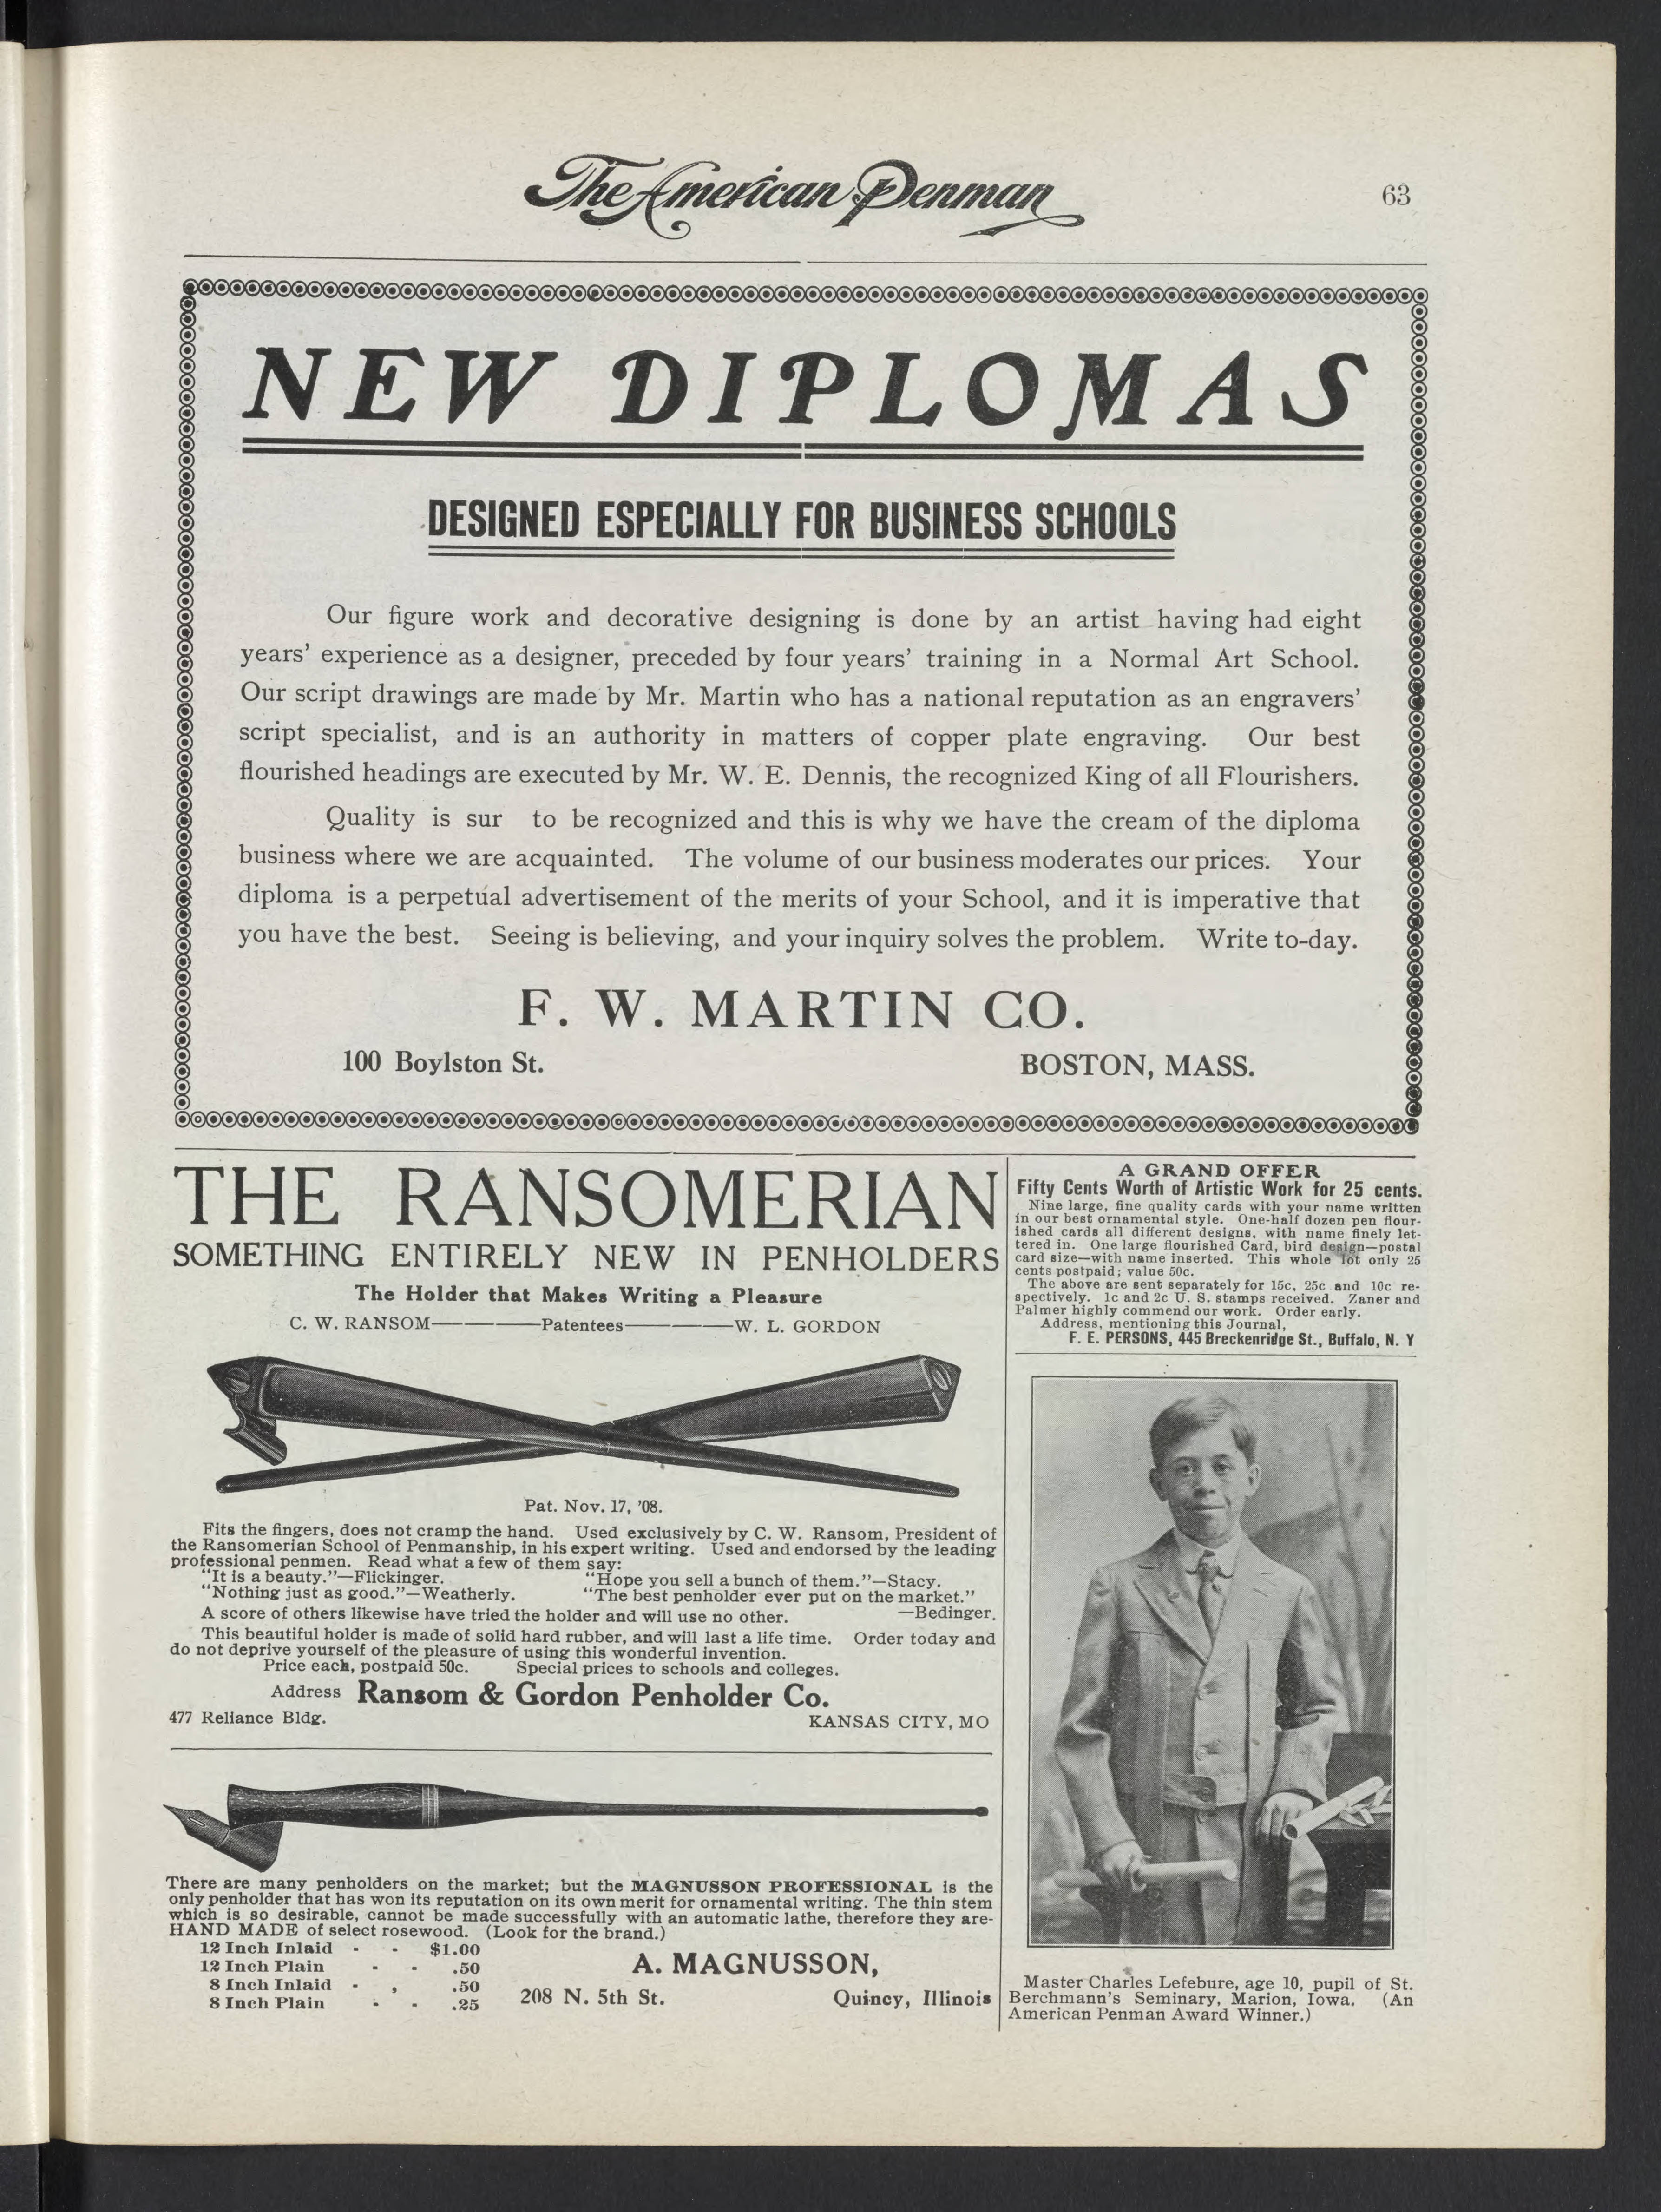 The American Penman
63
NEW DIPLOMAS
DESIGNED ESPECIALLY FOR BUSINESS SCHOOLS
Our figure work and decorative designing is done by an artist having had eight
years' experience as a designer, preceded by four years' training in a Normal Art School.
Our script drawings are made by Mr. Martin who has a national reputation as an engravers'
script specialist, and is an authority in matters of copper plate engraving. Our best
flourished headings are executed by Mr. W. E. Dennis, the recognized King of all Flourishers.
Quality is sur to be recognized and this is why we have the cream of the diploma
business where we are acquainted. The volume of our business moderates our prices. Your
diploma is a perpetual advertisement of the merits of your School, and it is imperative that
you have the best. Seeing is believing, and your inquiry solves the problem. Write to-day.
F. W. MARTIN CO.
100 Boylston St. BOSTON, MASS.
THE RANSOMERIAN
SOMETHING ENTIRELY NEW IN PENHOLDERS
The Holder that Makes Writing a Pleasure
C. W. RANSOM————Patentees————W. L. GORDON
Pat. Nov. 17, '08.
Fits the fingers, does not cramp the hand. Used exclusively by C. W. Ransom, President of
the Ransomerian School of Penmanship, in his expert writing. Used and endorsed by the leading
professional penmen. Read what a few of them say:
"It is a beauty."—Flickinger. "Hope you sell a bunch of them."—Stacy.
"Nothing just as good."—Weatherly. "The best penholder ever put on the market."
A score of others likewise have tried the holder and will use no other. —Bedinger.
This beautiful holder is made of solid hard rubber, and will last a life time. Order today and
do not deprive yourself of the pleasure of using this wonderful invention.
Price each, postpaid 50c. Special prices to schools and colleges.
Address Ransom & Gordon Penholder Co.
477 Reliance Bldg. KANSAS CITY, MO
There are many penholders on the market; but the MAGNUSSON PROFESSIONAL is the
only penholder that has won its reputation on its own merit for ornamental writing. The thin stem
which is so desirable, cannot be made successfully with an automatic lathe, therefore they are-
HAND MADE of select rosewood. (Look for the brand.)
12 Inch Inlaid - - $1.00
12 Inch Plain - - .50
8 Inch Inlaid - , .50
8 Inch Plain - - .25
A. MAGNUSSON,
208 N. 5th St. Quincy, Illinois
A GRAND OFFER
Fifty Cents Worth of Artistic Work for 25 cents.
Nine large, fine quality cards with your name written
in our best ornamental style. One-half dozen pen flour-
ished cards all different designs, with name finely let-
tered in. One large flourished Card, bird design—postal
card size—with name inserted. This whole lot only 25
cents postpaid; value 50c.
The above are sent separately for 15c, 25c and 10c re-
spectively. 1c and 2c U. S. stamps received. Zaner and
Palmer highly commend our work. Order early.
Address, mentioning this Journal,
F. E. PERSONS, 445 Breckenridge St., Buffalo, N. Y
Master Charles Lefebure, age 10, pupil of St.
Berchmann's Seminary, Marion, Iowa. (An
American Penman Award Winner.)